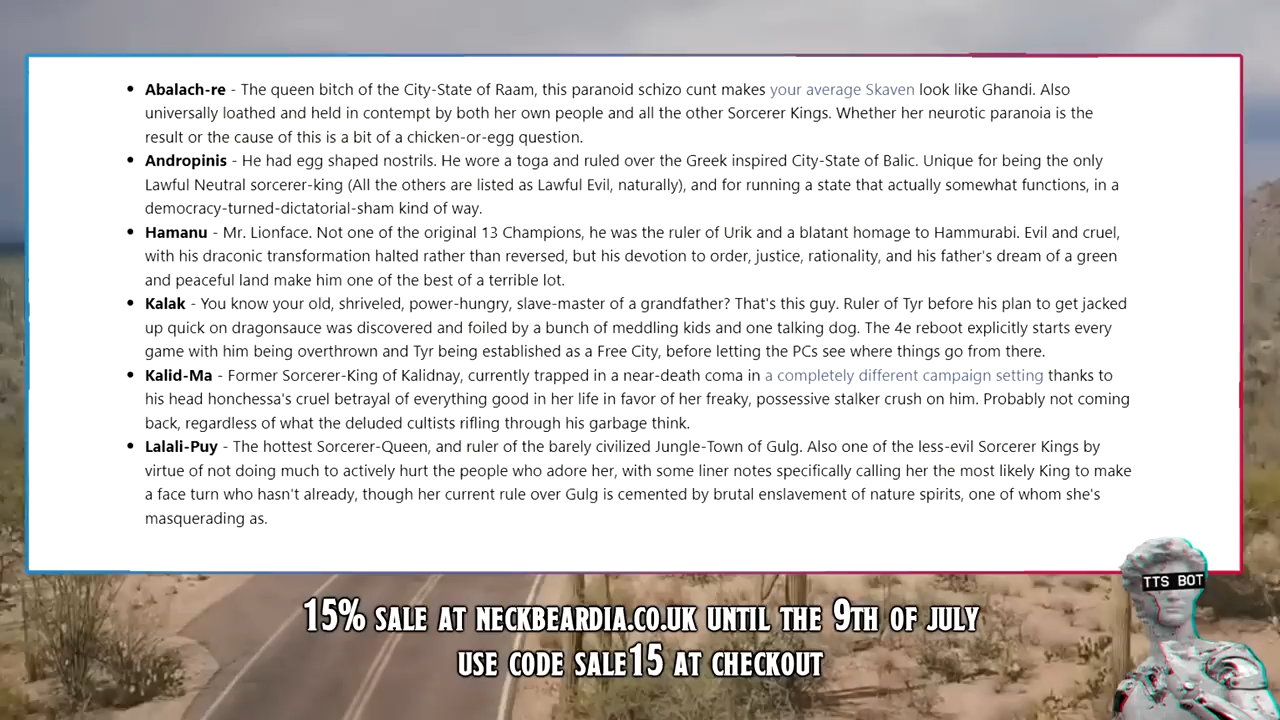 • Abalach-re - The queen bitch of the City-State of Raam, this paranoid schizo cunt makes your average Skaven look like Ghandi. Also
universally loathed and held in contempt by both her own people and all the other Sorcerer Kings. Whether her neurotic paranoia is the
result or the cause of this is a bit of a chicken-or-egg question.
• Andropinis - He had egg shaped nostrils. He wore a toga and ruled over the Greek inspired City-State of Balic. Unique for being the only
Lawful Neutral sorcerer-king (All the others are listed as Lawful Evil, naturally), and for running a state that actually somewhat functions, in a
democracy-turned-dictatorial-sham kind of way.
• Hamanu - Mr. Lionface. Not one of the original 13 Champions, he was the ruler of Urik and a blatant homage to Hammurabi. Evil and cruel,
with his draconic transformation halted rather than reversed, but his devotion to order, justice, rationality, and his father's dream of a green
and peaceful land make him one of the best of a terrible lot.
• Kalak - You know your old, shriveled, power-hungry, slave-master of a grandfather? That's this guy. Ruler of Tyr before his plan to get jacked
up quick on dragonsauce was discovered and foiled by a bunch of meddling kids and one talking dog. The 4e reboot explicitly starts every
game with him being overthrown and Tyr being established as a Free City, before letting the PCs see where things go from there.
• Kalid-Ma - Former Sorcerer-King of Kalidnay, currently trapped in a near-death coma in a completely different campaign setting thanks to
his head honchessa's cruel betrayal of everything good in her life in favor of her freaky, possessive stalker crush on him. Probably not coming
back, regardless of what the deluded cultists rifling through his garbage think.
• Lalali-Puy - The hottest Sorcerer-Queen, and ruler of the barely civilized Jungle-Town of Gulg. Also one of the less-evil Sorcerer Kings by
virtue of not doing much to actively hurt the people who adore her, with some liner notes specifically calling her the most likely King to make
a face turn who hasn't already, though her current rule over Gulg is cemented by brutal enslavement of nature spirits, one of whom she's
masquerading as.
TTS BOT
15% SALE AT NECKBEARDIA.CO.UK UNTIL THE 9TH OF JULY
USE CODE SALE15 AT CHECKOUT